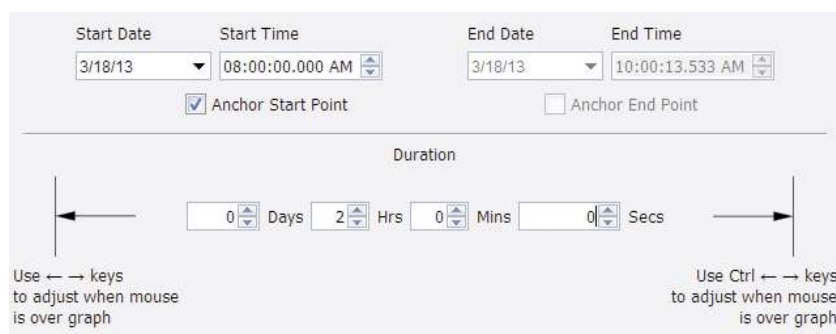 Start Date Start Time End Date End Time
3/18/13 08:00:00.000 AM 3/18/13 10:00:13.533 AM
Anchor Start Point Anchor End Point
Duration
0 Days 2 Hrs 0 Mins 0 Secs
Use ← → keys
to adjust when mouse
is over graph
Use Ctrl ← → keys
to adjust when mouse
is over graph